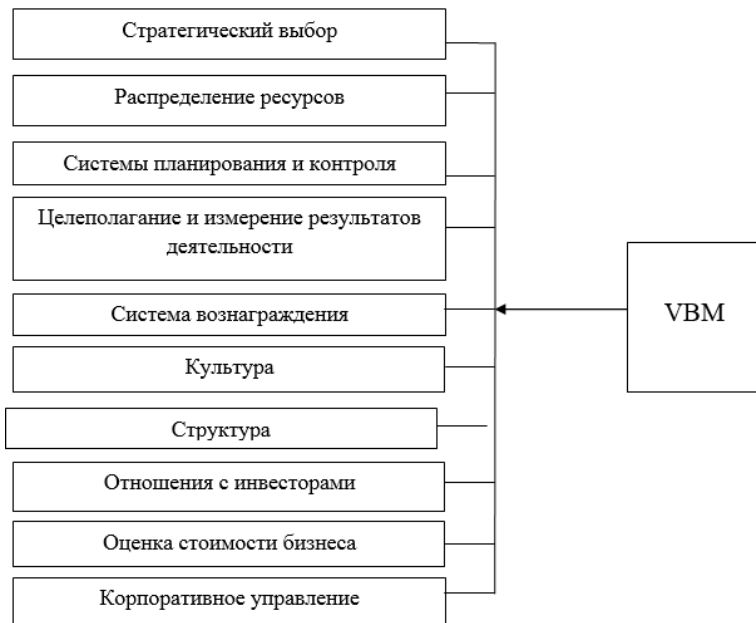 Стратегический выбор
Распределение ресурсов
Системы планирования и контроля
Целеполагание и измерение результатов
деятельности
Система вознаграждения
VBM
Культура
Структура
Отношения с инвесторами
Оценка стоимости бизнеса
Корпоративное управление